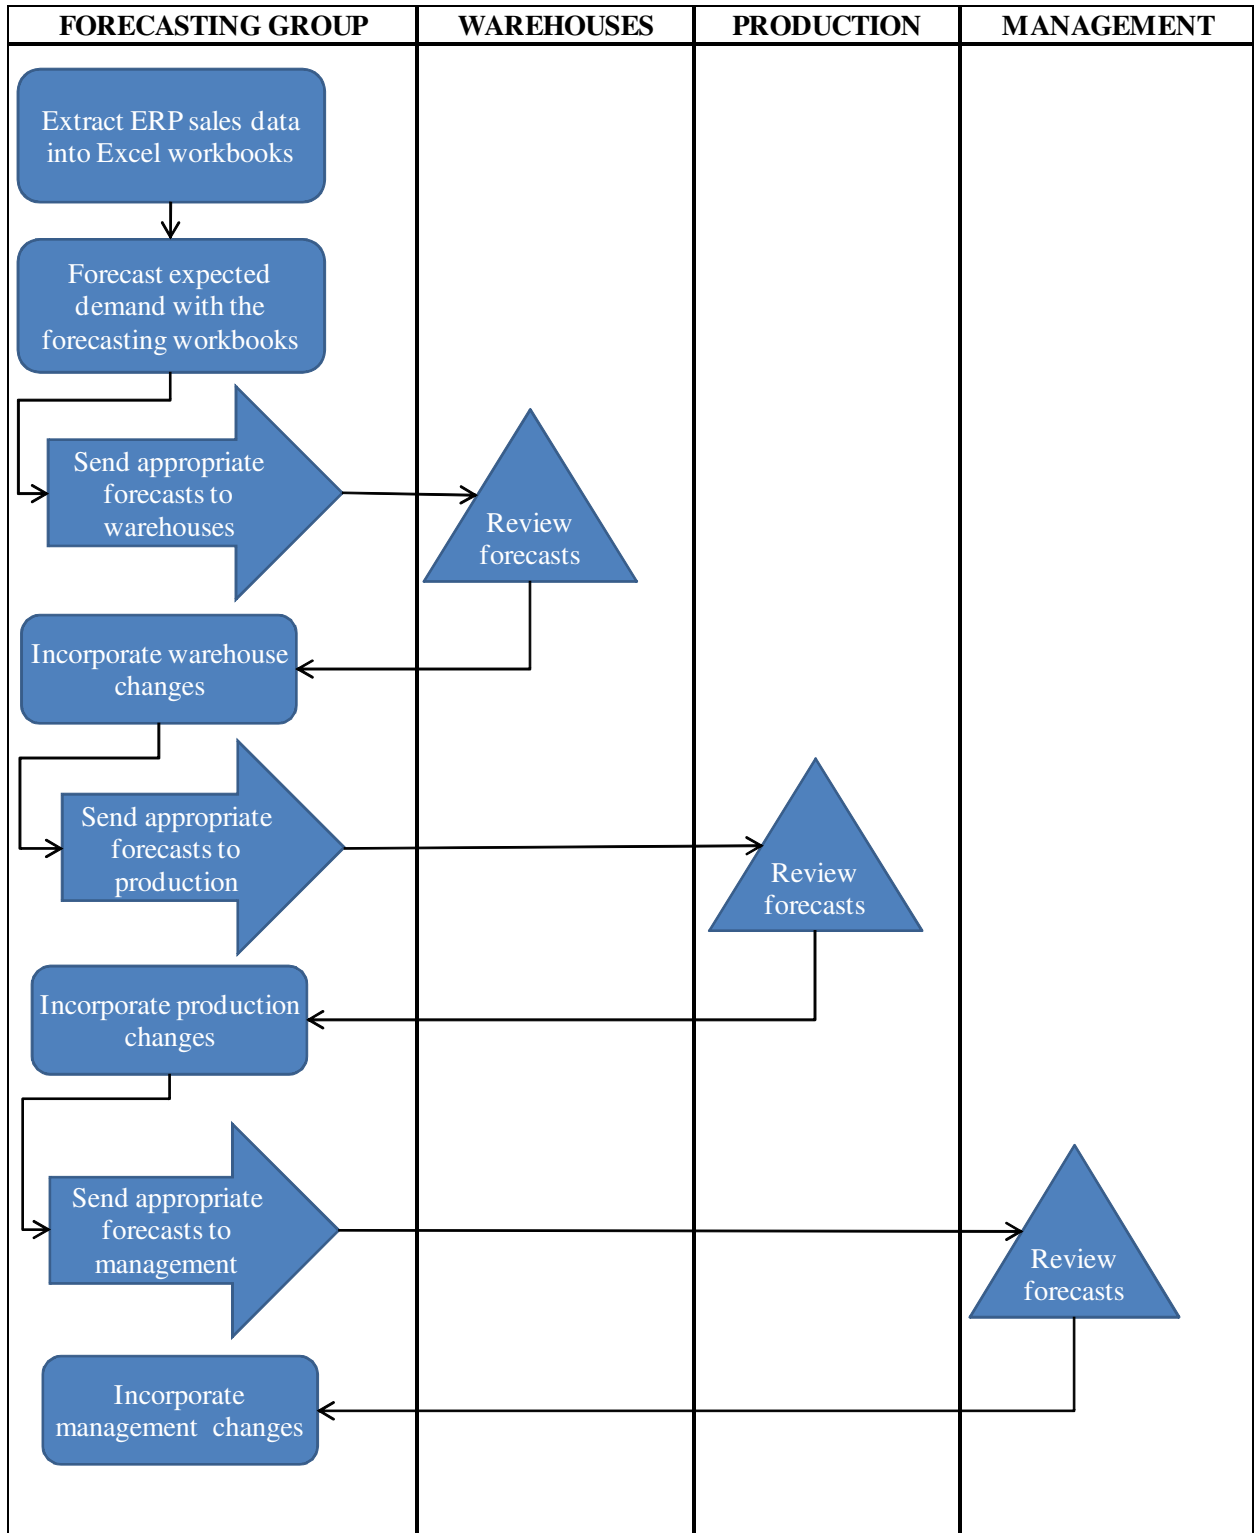 FORECASTING GROUP WAREHOUSES PRODUCTION MANAGEMENT
Extract ERP sales data
into Excel workbooks
Forecast expected
demand with the
forecasting workbooks
Send appropriate
forecasts to
warehouses
Review
forecasts
Incorporate warehouse
changes
Send appropriate
forecasts to
production
Review
forecasts
Incorporate production
changes
Send appropriate
forecasts to
management
Review
forecasts
Incorporate
management changes